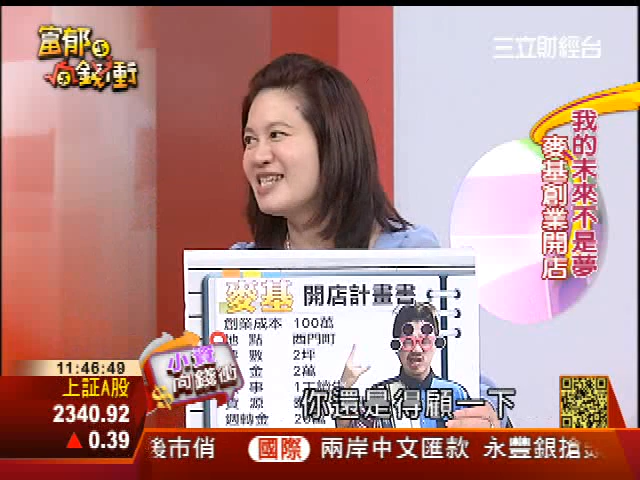 富郁
向錢衝
三立財經台
我的未來不是夢
麥基創業開店
麥基 開店計畫書
創業成本 100萬
地 點 西門町
數 2坪
金 2萬
事
資 源
週轉金
小資
向錢衝
你還是得顧一下
11:46:49
上証A股
2340.92
▲ 0.39
後市俏
國際
兩岸中文匯款 永豐銀搶